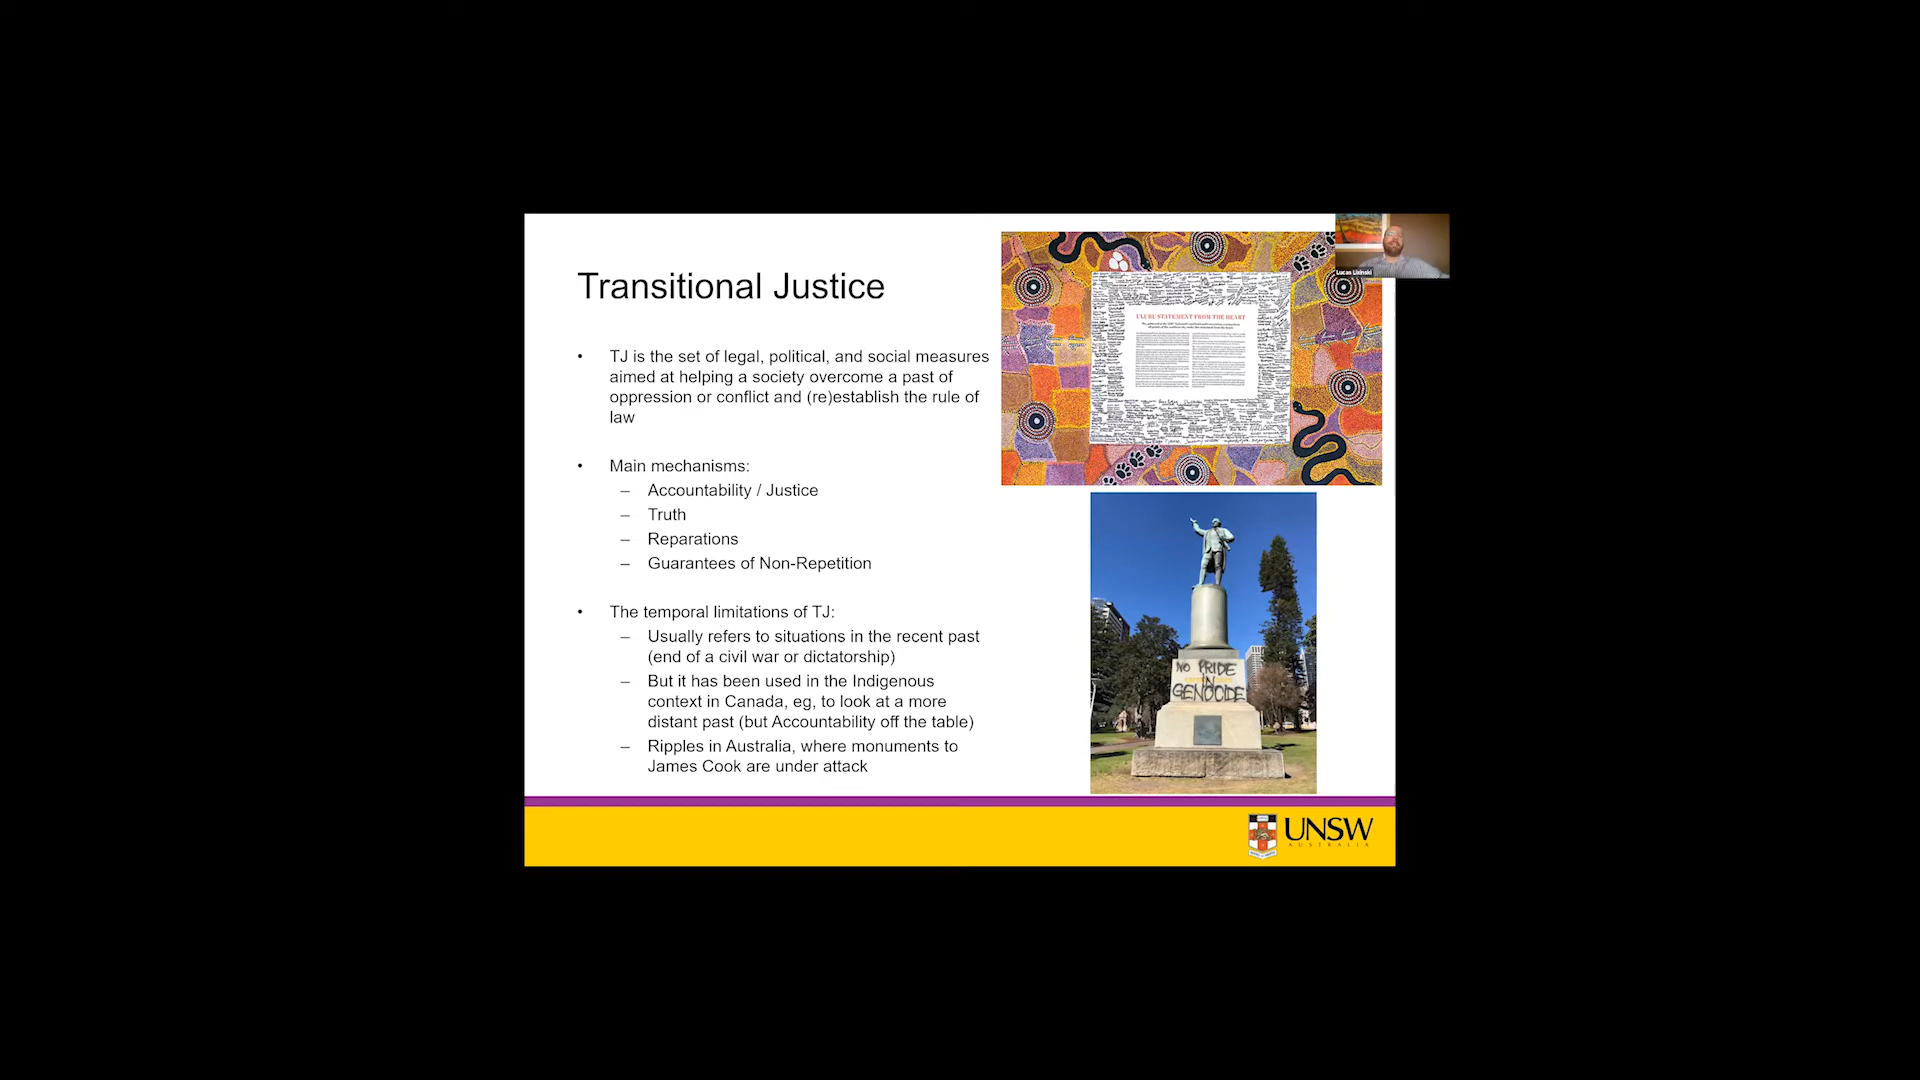 Transitional Justice
• TJ is the set of legal, political, and social measures
aimed at helping a society overcome a past of
oppression or conflict and (re)establish the rule of
law
• Main mechanisms:
– Accountability / Justice
– Truth
– Reparations
– Guarantees of Non-Repetition
• The temporal limitations of TJ:
– Usually refers to situations in the recent past
(end of a civil war or dictatorship)
– But it has been used in the Indigenous
context in Canada, eg, to look at a more
distant past (but Accountability off the table)
– Ripples in Australia, where monuments to
James Cook are under attack
ULURU STATEMENT FROM THE HEART
Lucas Lixinski
NO PRIDE
IN
GENOCIDE
UNSW
AUSTRALIA